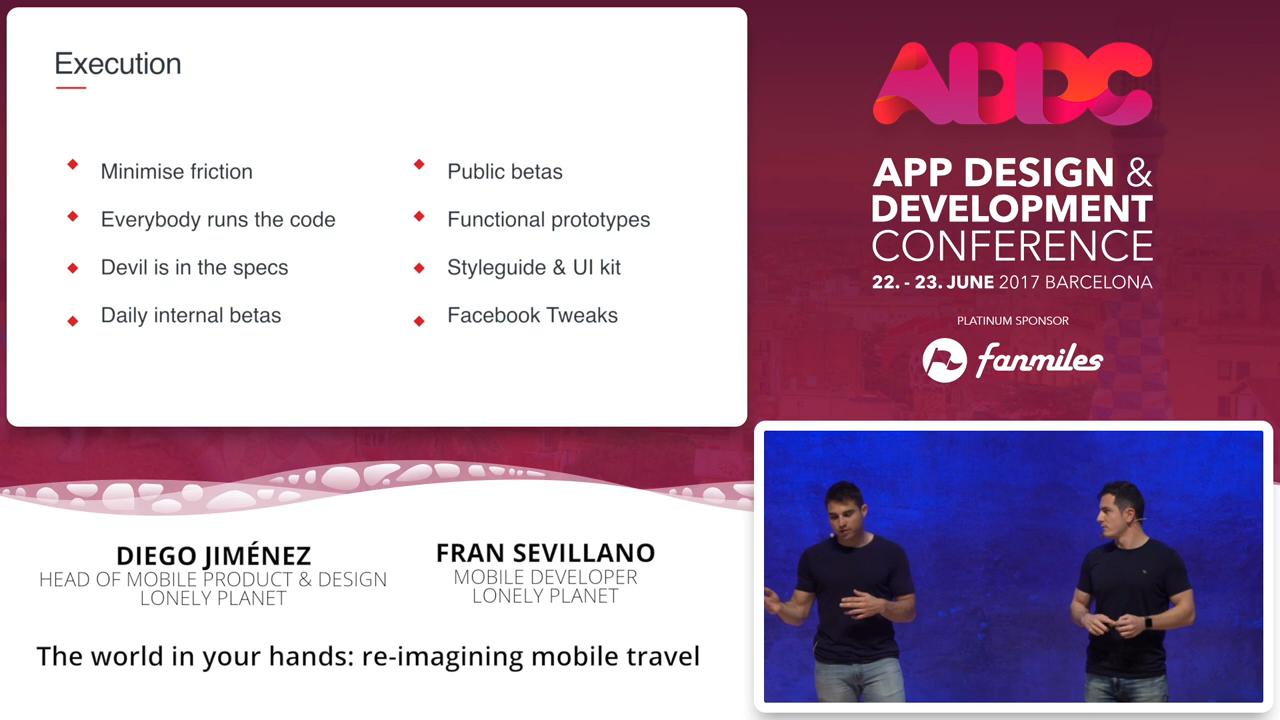 Execution
Minimise friction
Everybody runs the code
Devil is in the specs
Daily internal betas
Public betas
Functional prototypes
Styleguide & UI kit
Facebook Tweaks
ADDC
APP DESIGN &
DEVELOPMENT
CONFERENCE
22. - 23. JUNE 2017 BARCELONA
PLATINUM SPONSOR
fanmiles
DIEGO JIMÉNEZ
HEAD OF MOBILE PRODUCT & DESIGN
LONELY PLANET
FRAN SEVILLANO
MOBILE DEVELOPER
LONELY PLANET
The world in your hands: re-imagining mobile travel